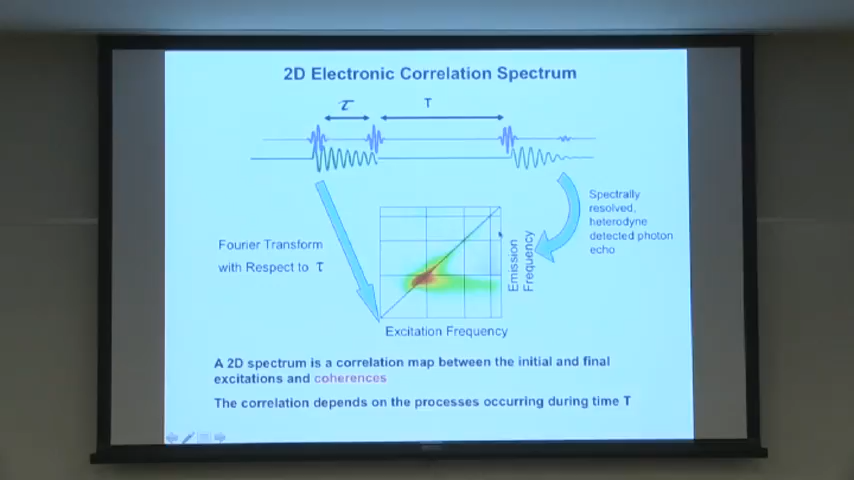 2D Electronic Correlation Spectrum
τ
T
Spectrally
resolved,
heterodyne
detected photon
echo
Fourier Transform
with Respect to τ
Emission
Frequency
Excitation Frequency
A 2D spectrum is a correlation map between the initial and final
excitations and coherences
The correlation depends on the processes occurring during time T